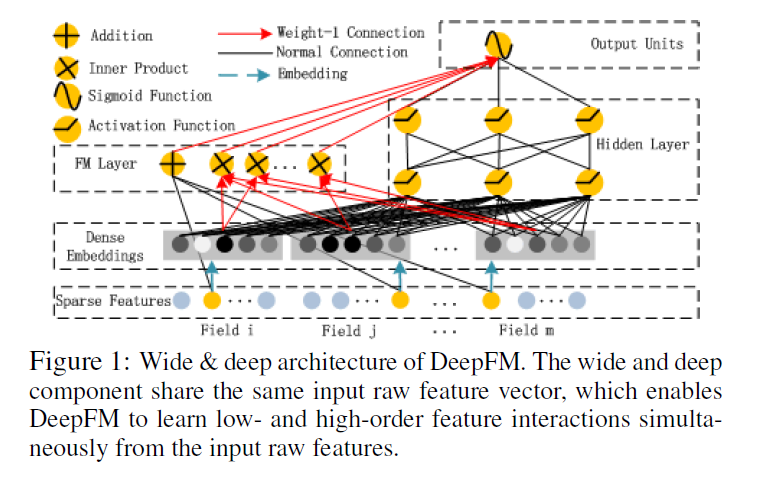 Addition
Weight-1 Connection
Output Units
Normal Connection
Inner Product
Embedding
Sigmoid Function
Activation Function
Hidden Layer
FM Layer
...
Dense
Embeddings
...
Sparse Features
...
...
...
...
Field i
Field j
...
Field m
Figure 1: Wide & deep architecture of DeepFM. The wide and deep
component share the same input raw feature vector, which enables
DeepFM to learn low- and high-order feature interactions simulta-
neously from the input raw features.